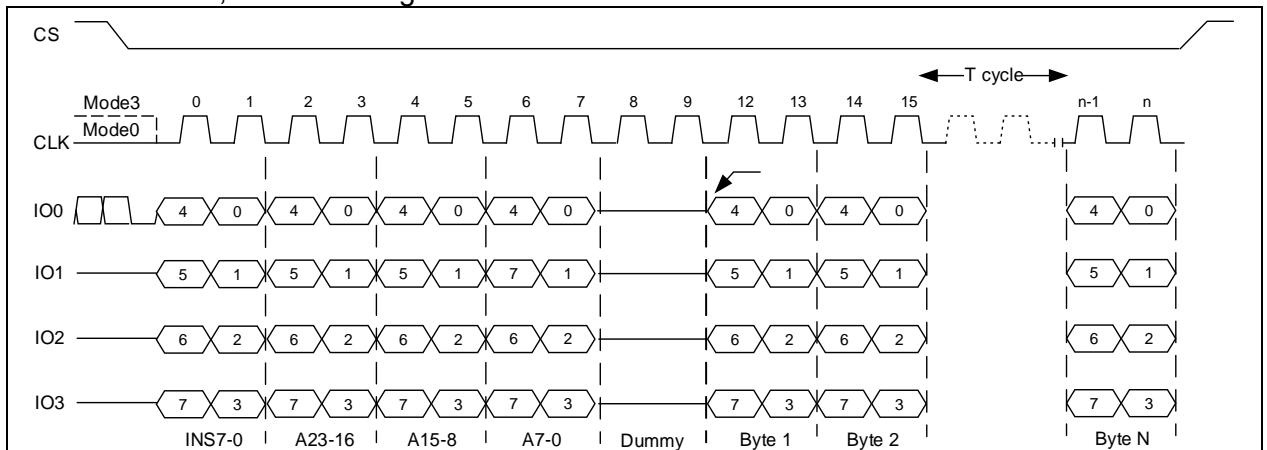 CS
T cycle
Mode3 0 1 2 3 4 5 6 7 8 9 12 13 14 15 n-1 n
Mode0
CLK
IO0 4 0 4 0 4 0 4 0 4 0 4 0 4 0
IO1 5 1 5 1 5 1 7 1 5 1 5 1 5 1
IO2 6 2 6 2 6 2 6 2 6 2 6 2 6 2
IO3 7 3 7 3 7 3 7 3 7 3 7 3 7 3
INS7-0 A23-16 A15-8 A7-0 Dummy Byte 1 Byte 2 Byte N